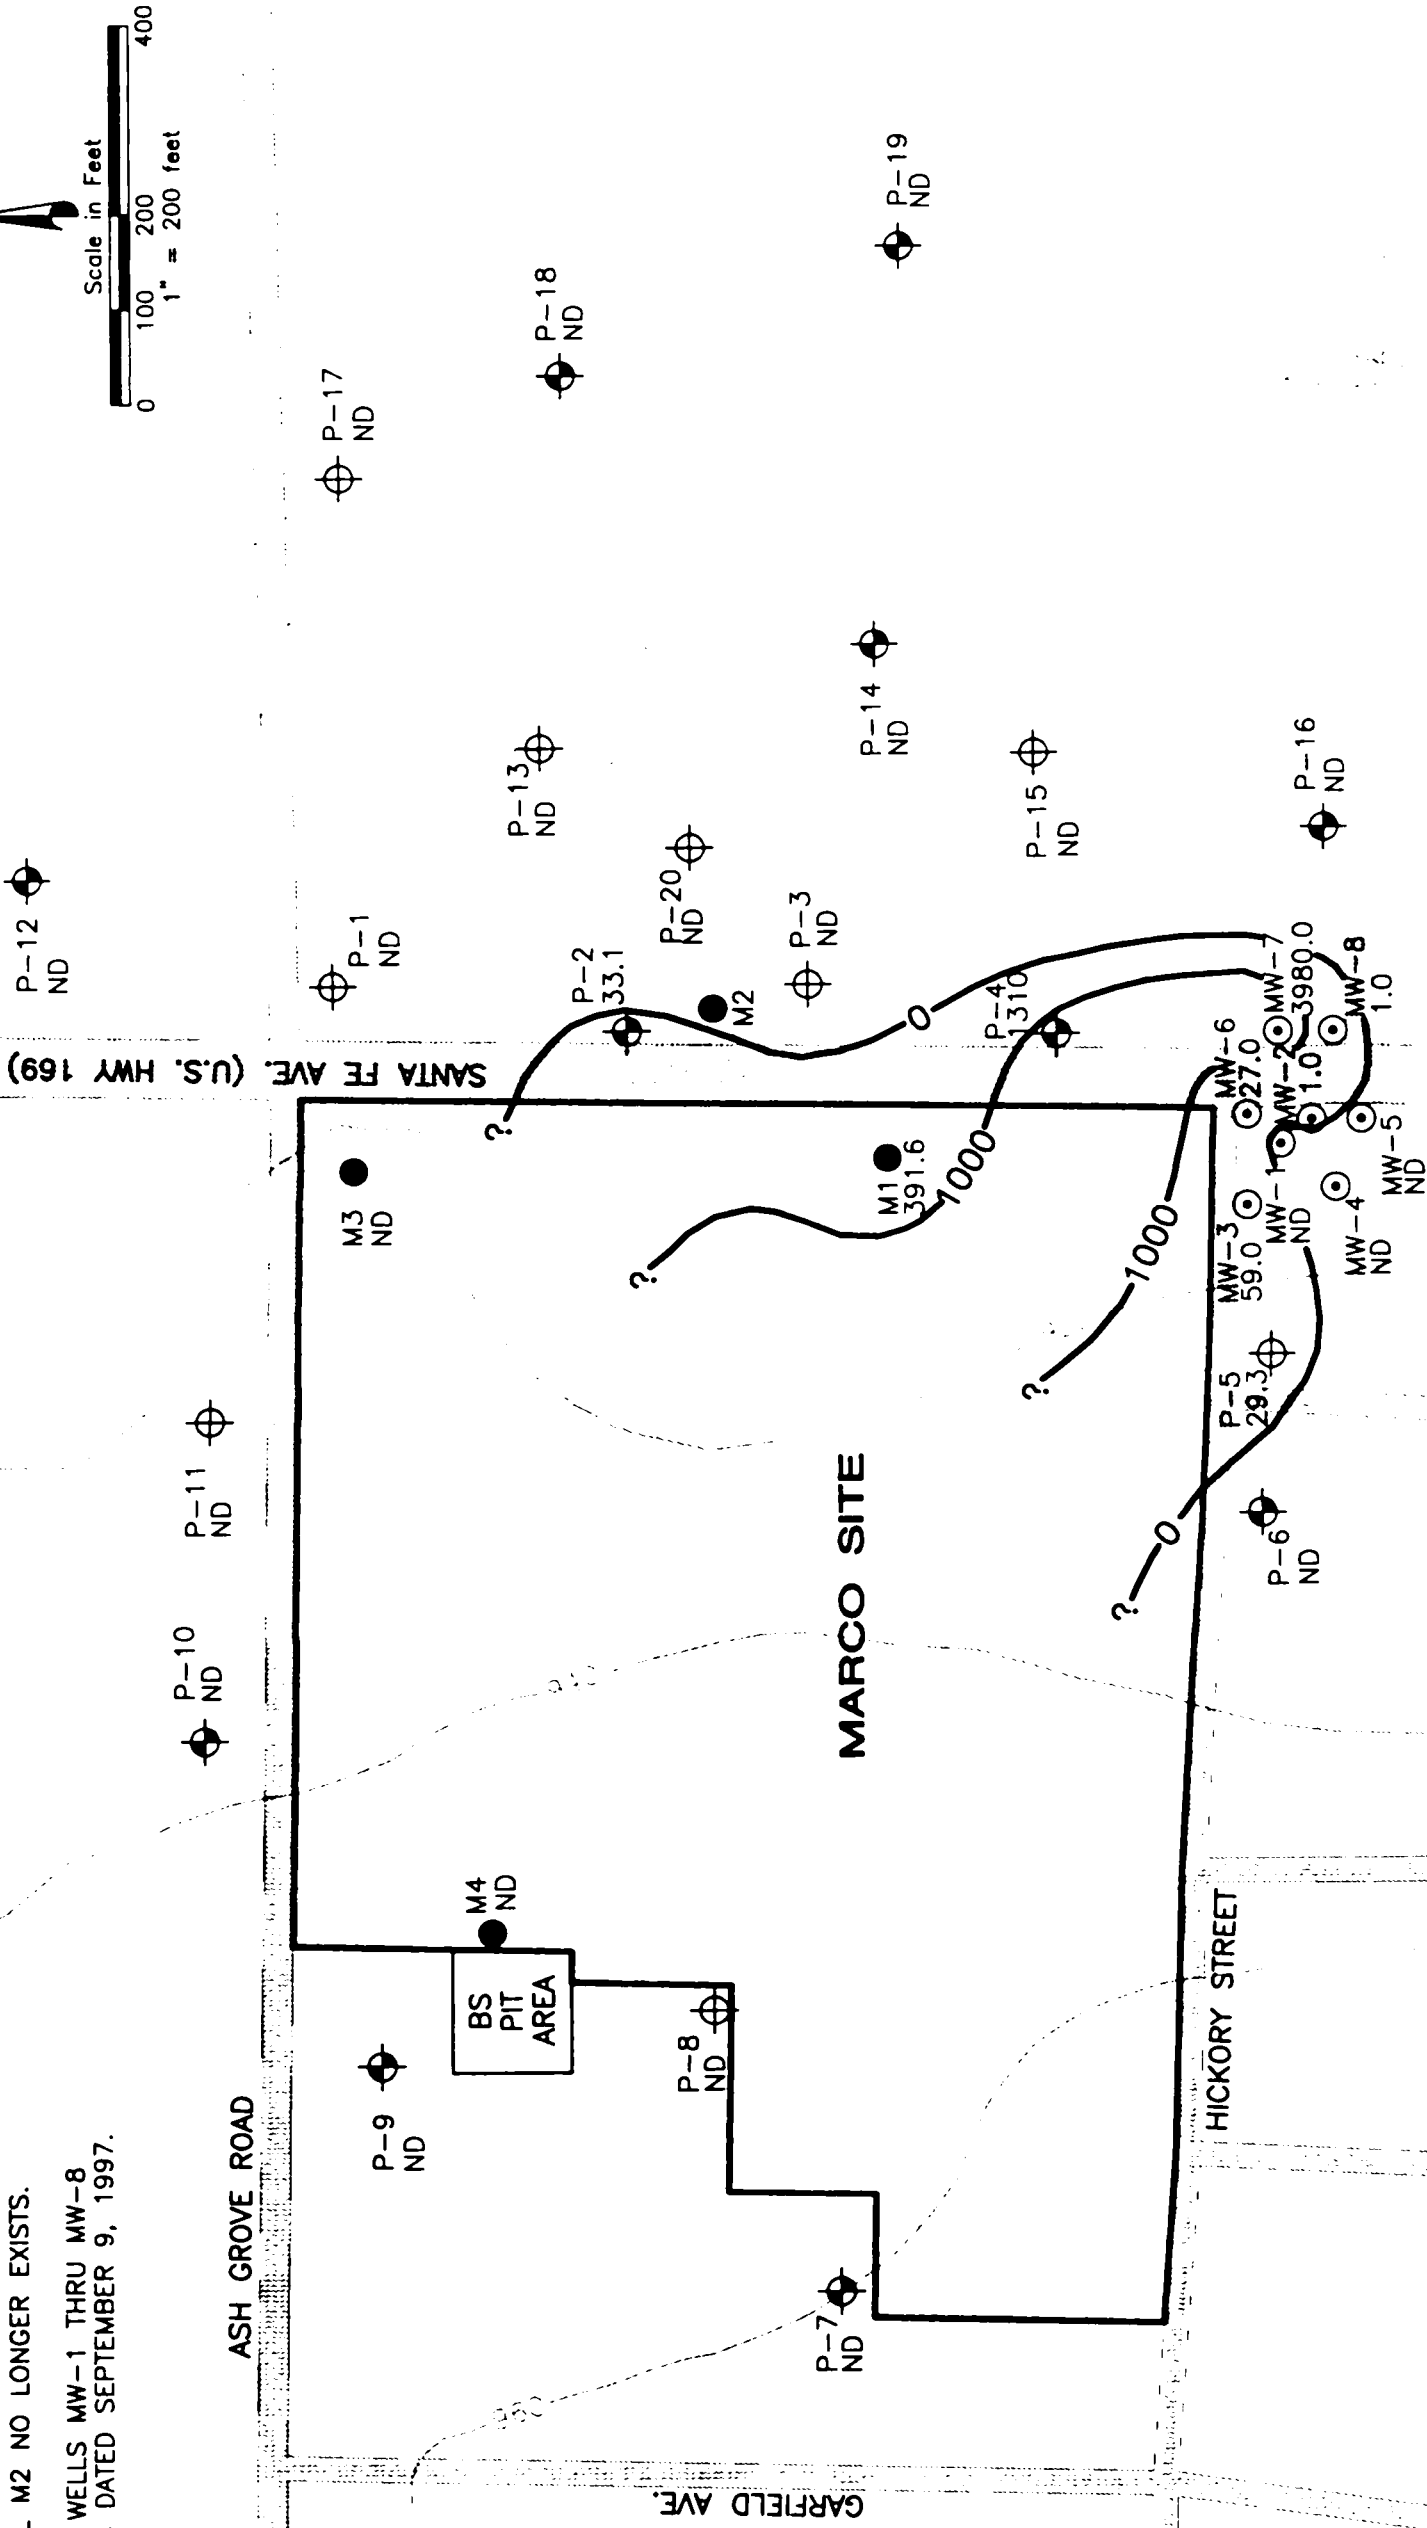 - M2 NO LONGER EXISTS.
WELLS MW-1 THRU MW-8
DATED SEPTEMBER 9, 1997.
Scale in Feet
0 100 200 400
1" = 200 feet
P-12
ND
ASH GROVE ROAD
SANTA FE AVE. (U.S. HWY 169)
P-10
ND
P-11
ND
P-1
ND
P-17
ND
P-9
ND
M3
ND
M4
ND
BS
PIT
AREA
?
P-13
ND
P-18
ND
P-2
33.1
P-20
ND
M2
?
P-8
ND
P-3
ND
P-7
ND
MARCO SITE
M1
391.6
0
P-14
ND
P-19
ND
1000
P-4
1310
P-15
ND
?
1000
?
0
GARFIELD AVE.
HICKORY STREET
P-6
ND
P-5
29.3
MW-3
59.0
MW-6
27.0
MW-1
ND
MW-2
1.0
MW-7
3980.0
P-16
ND
MW-4
ND
MW-8
1.0
MW-5
ND
960